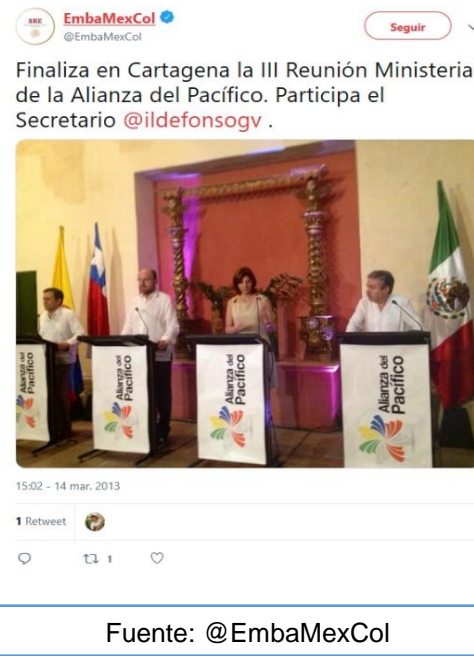 SRE
EmbaMexCol
@EmbaMexCol
Seguir
Finaliza en Cartagena la III Reunión Ministeria
de la Alianza del Pacífico. Participa el
Secretario @ildefonsogv .
Alianza del
Pacífico
Alianza del
Pacífico
Alianza del
Pacífico
Alianza del
Pacífico
15:02 - 14 mar. 2013
1 Retweet
1
Fuente: @EmbaMexCol